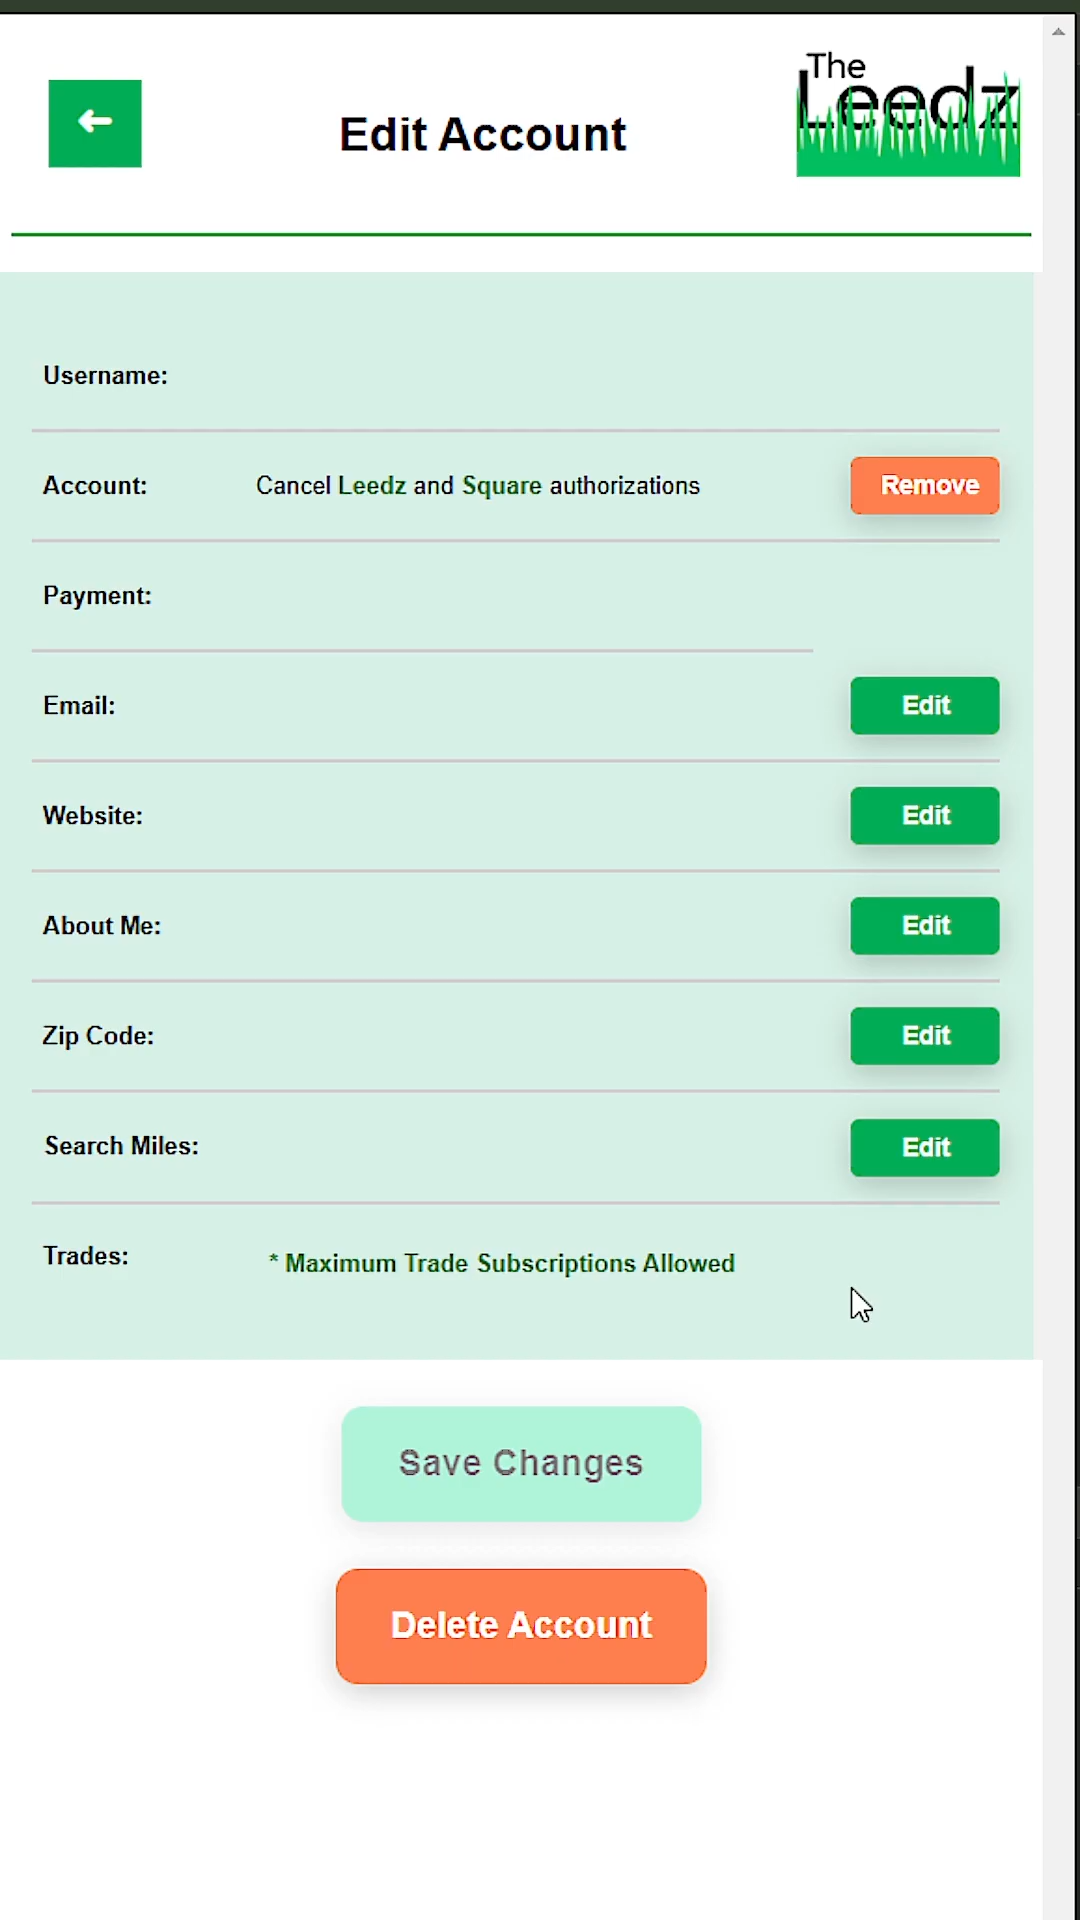 The
Leedz
Edit Account
Username:
Account: Cancel Leedz and Square authorizations Remove
Payment:
Email: Edit
Website: Edit
About Me: Edit
Zip Code: Edit
Search Miles: Edit
Trades: * Maximum Trade Subscriptions Allowed
Save Changes
Delete Account